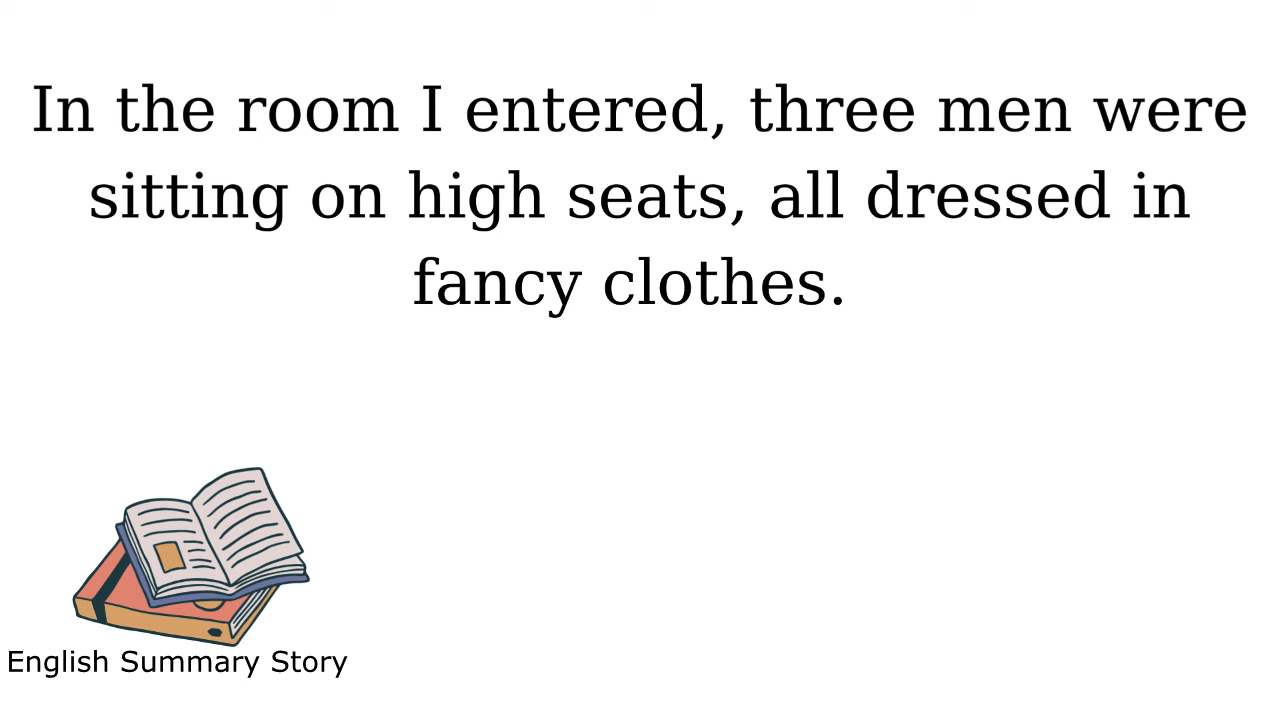 In the room I entered, three men were
sitting on high seats, all dressed in
fancy clothes.
English Summary Story